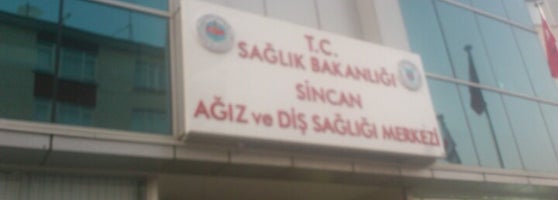 T.C.
SAĞLIK BAKANLIĞI
SİNCAN
AĞIZ ve DİŞ SAĞLIĞI MERKEZİ